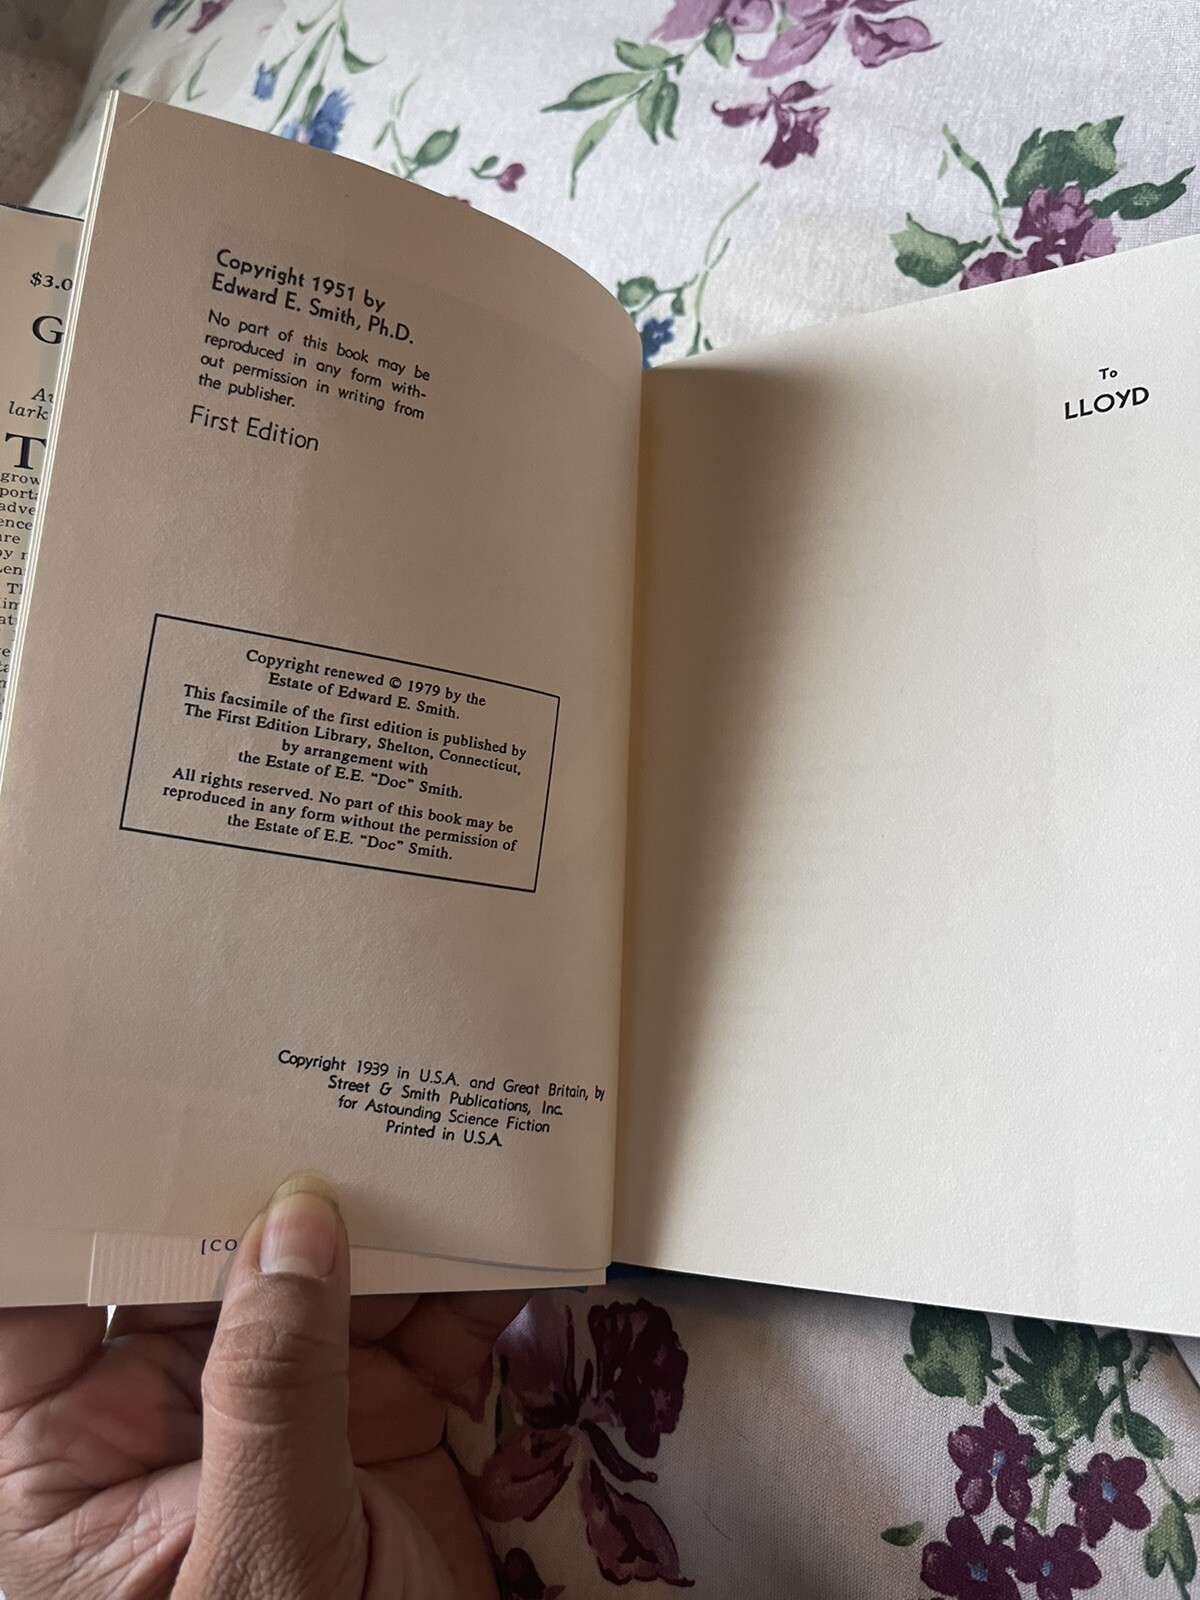 $3.0
G
lark
T
grow
adve
ence
Copyright 1951 by
Edward E. Smith, Ph.D.
No part of this book may be
reproduced in any form with-
out permission in writing from
the publisher.
First Edition
Copyright renewed © 1979 by the
Estate of Edward E. Smith.
This facsimile of the first edition is published by
The First Edition Library, Shelton, Connecticut,
by arrangement with
the Estate of E.E. “Doc” Smith.
All rights reserved. No part of this book may be
reproduced in any form without the permission of
the Estate of E.E. “Doc” Smith.
Copyright 1939 in U.S.A. and Great Britain, by
Street & Smith Publications, Inc.
for Astounding Science Fiction
Printed in U.S.A.
[CO
To
LLOYD